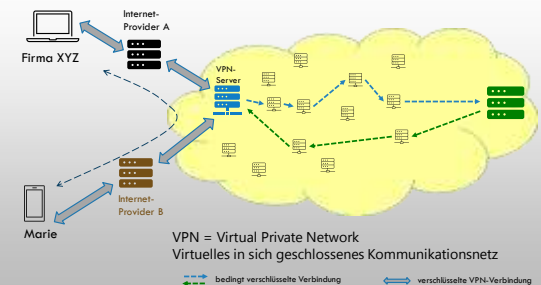 Internet-
Provider A
Firma XYZ
VPN-
Server
Internet-
Provider B
Marie
VPN = Virtual Private Network
Virtuelles in sich geschlossenes Kommunikationsnetz
bedingt verschlüsselte Verbindung
verschlüsselte VPN-Verbindung